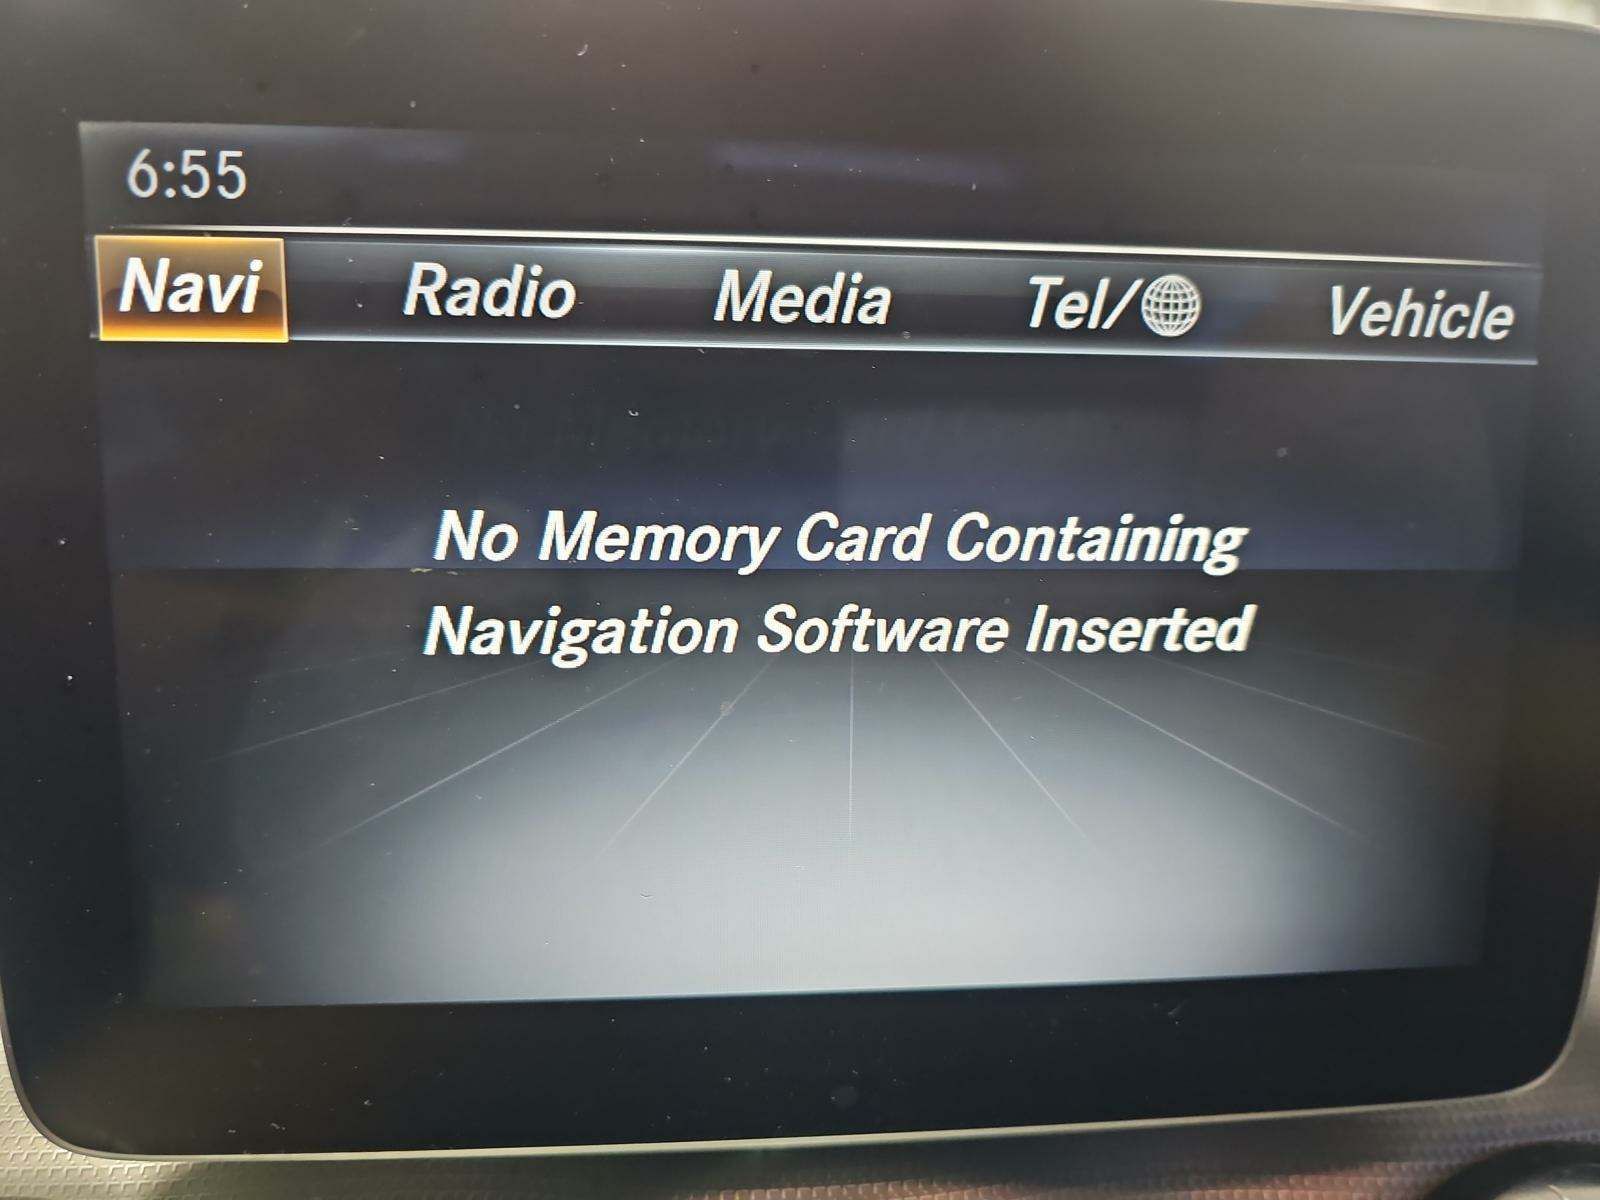 6:55
Navi Radio Media Tel/ Vehicle
No Memory Card Containing
Navigation Software Inserted